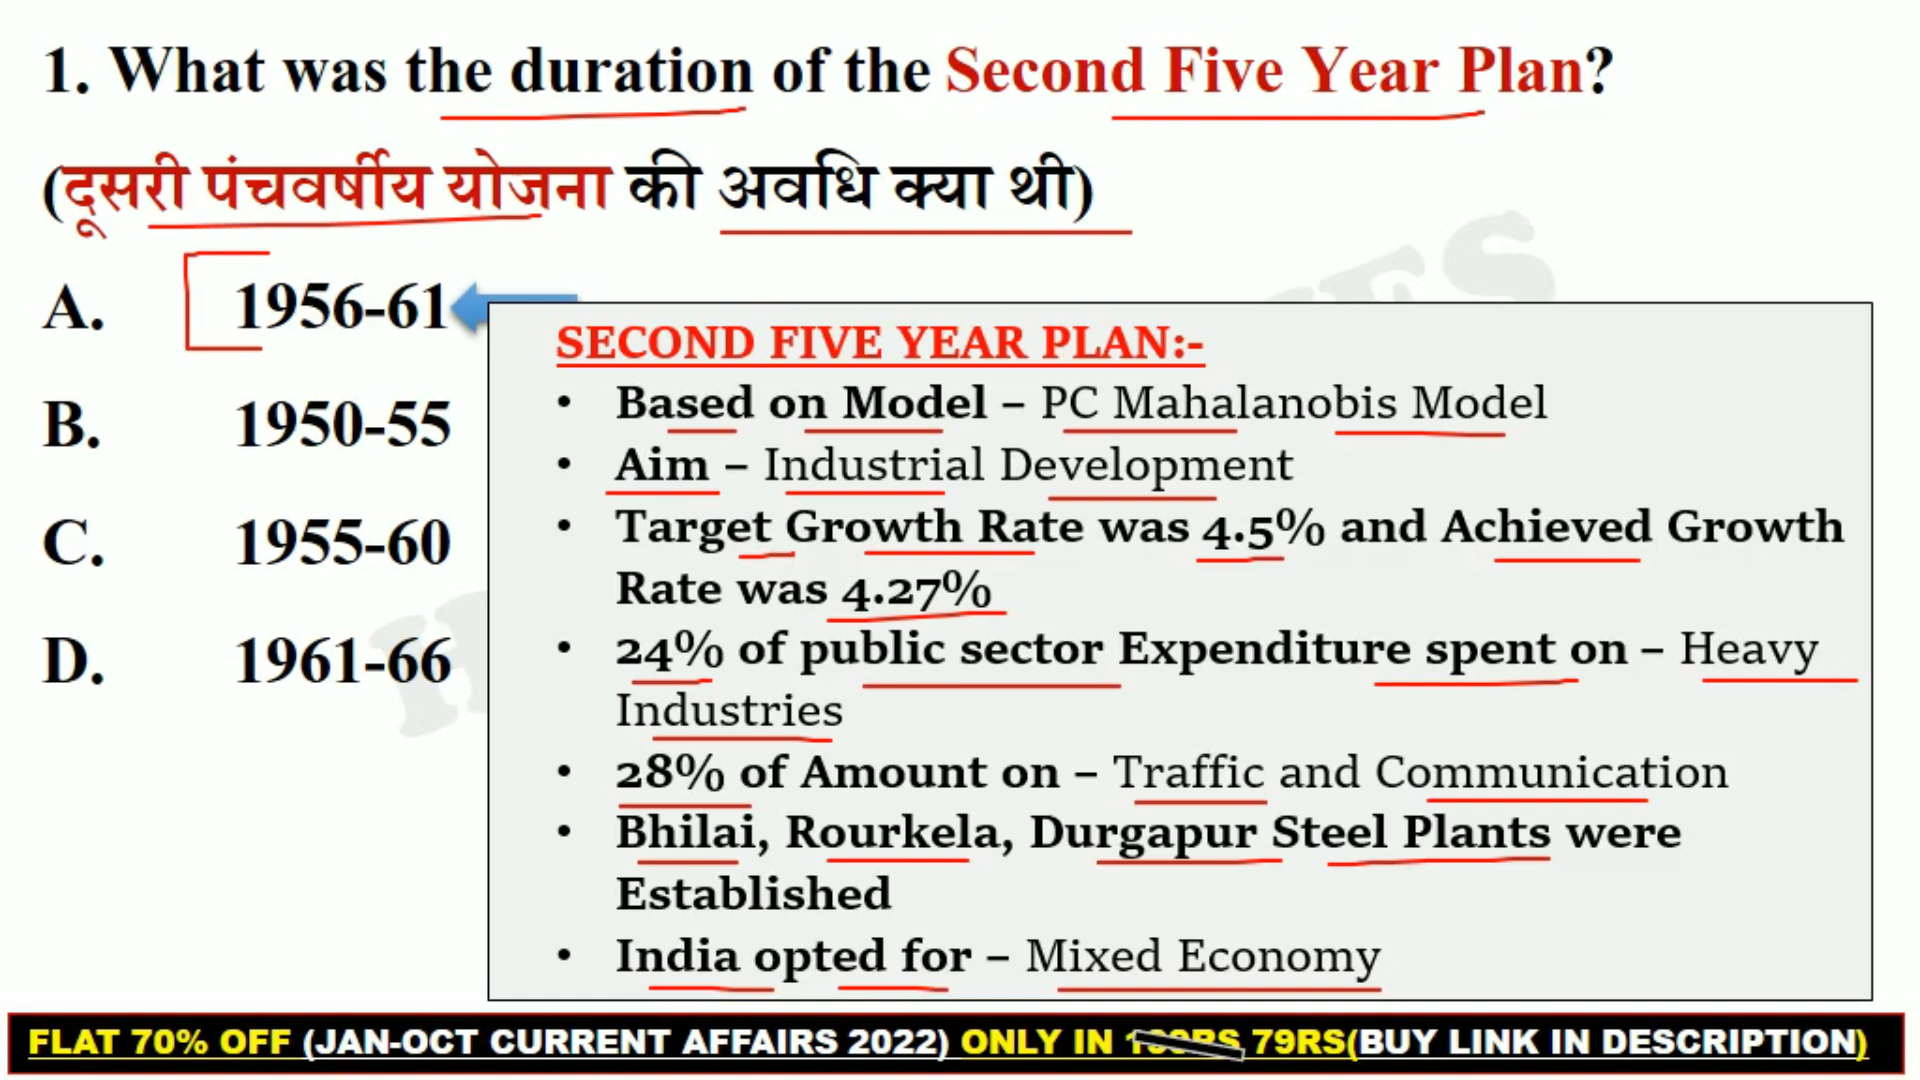 1. What was the duration of the Second Five Year Plan?
(दूसरी पंचवर्षीय योजना की अवधि क्या थी)
A. 1956-61
B. 1950-55
C. 1955-60
D. 1961-66
SECOND FIVE YEAR PLAN:-
• Based on Model – PC Mahalanobis Model
• Aim – Industrial Development
• Target Growth Rate was 4.5% and Achieved Growth
Rate was 4.27%
• 24% of public sector Expenditure spent on – Heavy
Industries
• 28% of Amount on – Traffic and Communication
• Bhilai, Rourkela, Durgapur Steel Plants were
Established
• India opted for – Mixed Economy
FLAT 70% OFF (JAN-OCT CURRENT AFFAIRS 2022) ONLY IN 79RS(BUY LINK IN DESCRIPTION)